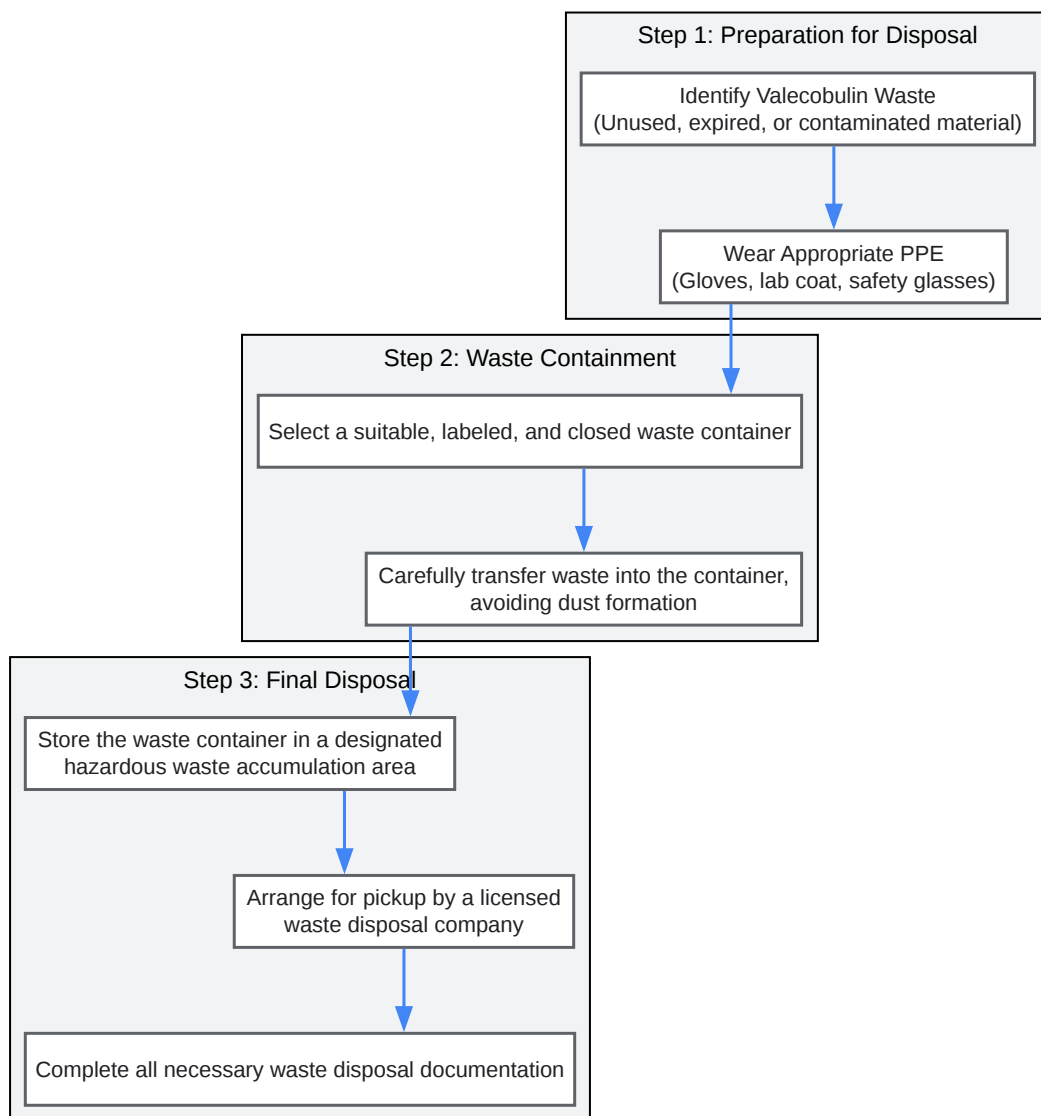 Step 1: Preparation for Disposal
Identify Valecobulin Waste
(Unused, expired, or contaminated material)
Wear Appropriate PPE
(Gloves, lab coat, safety glasses)
Step 2: Waste Containment
Select a suitable, labeled, and closed waste container
Carefully transfer waste into the container,
avoiding dust formation
Step 3: Final Disposal
Store the waste container in a designated
hazardous waste accumulation area
Arrange for pickup by a licensed
waste disposal company
Complete all necessary waste disposal documentation